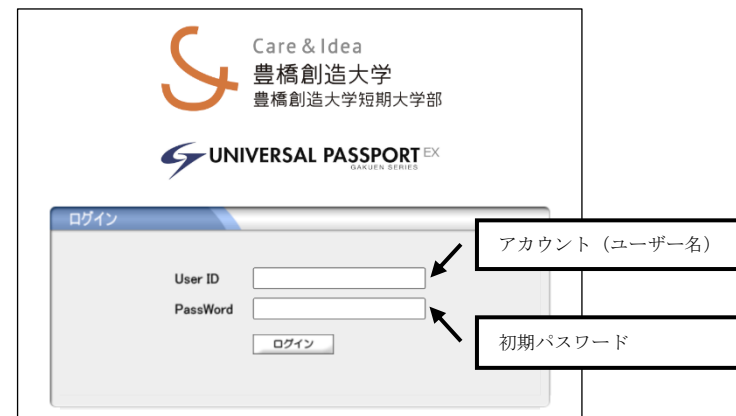 Care & Idea
豊橋創造大学
豊橋創造大学短期大学部
UNIVERSAL PASSPORT EX
GAKUEN SERIES
ログイン
アカウント（ユーザー名）
User ID
PassWord
ログイン
初期パスワード